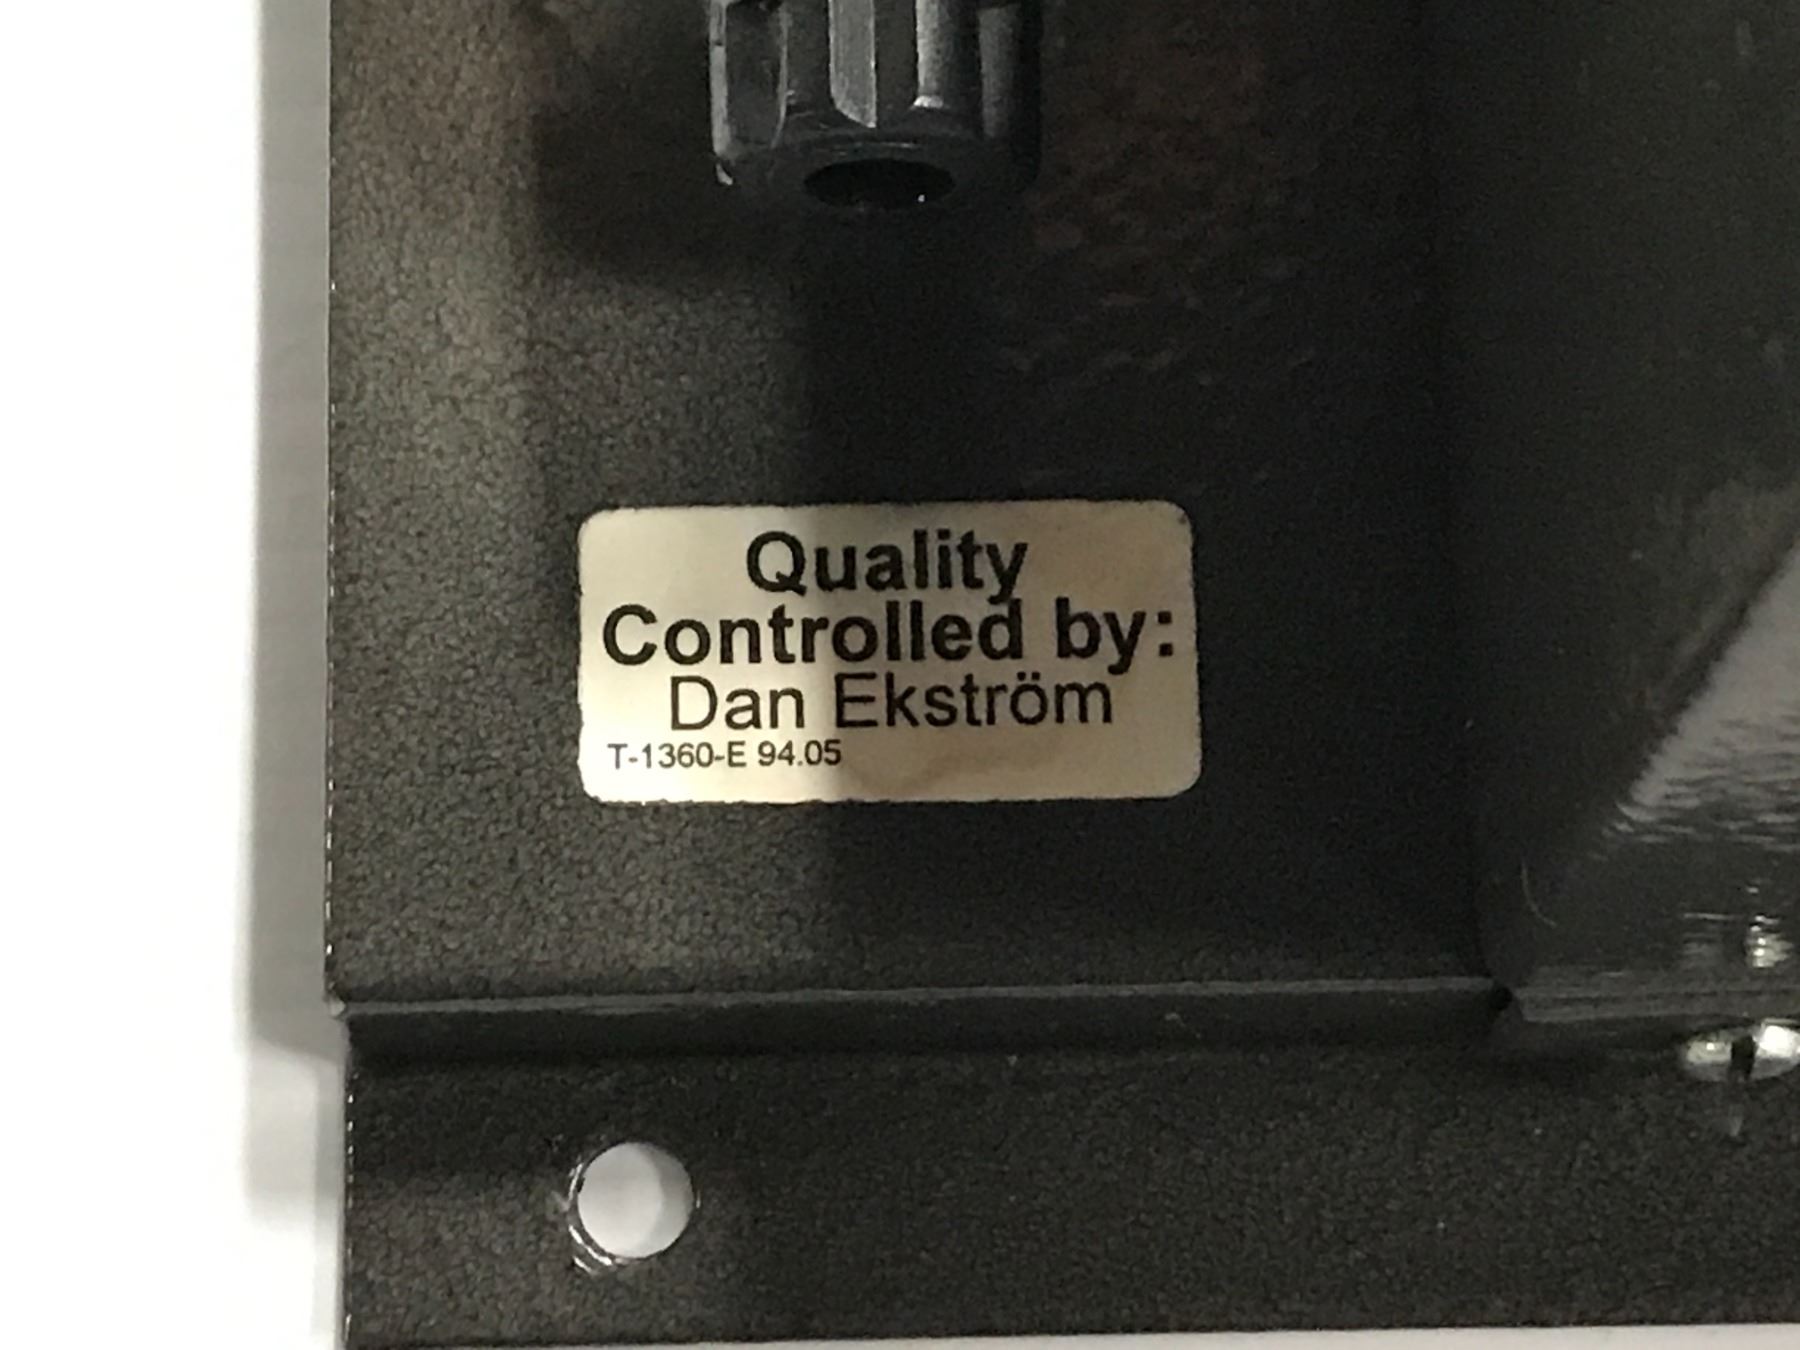 Quality
Controlled by:
Dan Ekström
T-1360-E 94.05